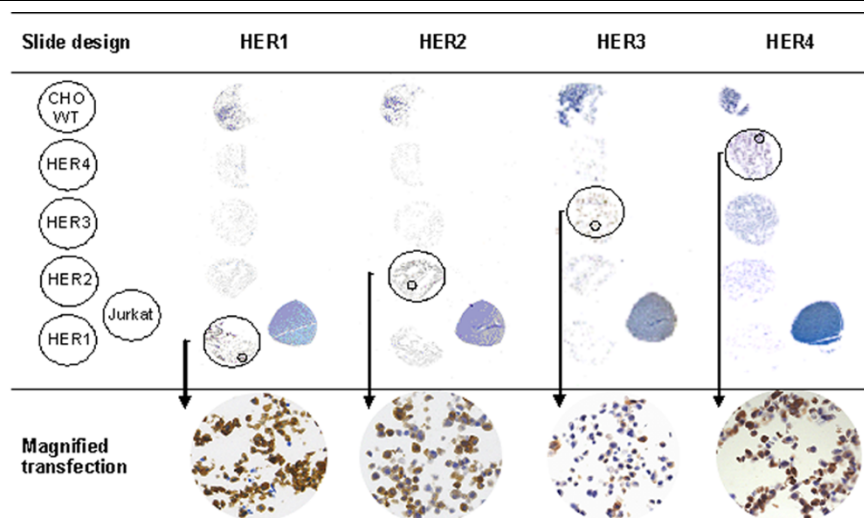 Slide design HER1 HER2 HER3 HER4
CHO
WT
HER4
HER3
HER2
Jurkat
HER1
Magnified
transfection